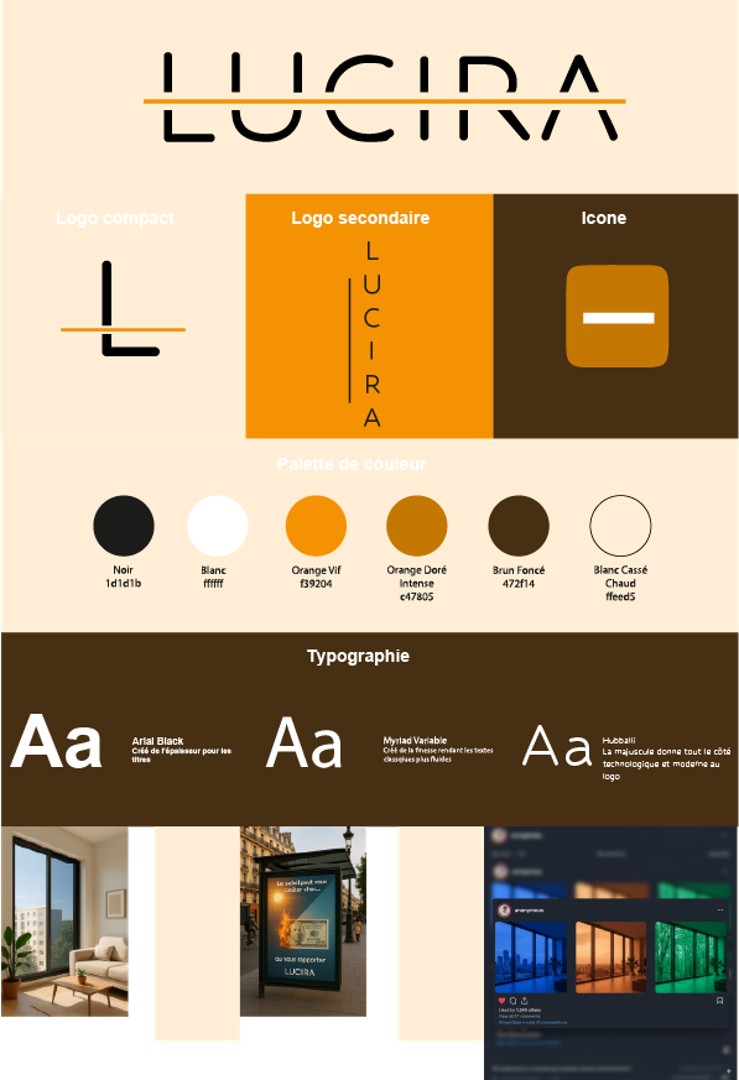 LUCIRA
Logo compact
Logo secondaire
Icone
L
L
U
C
I
R
A
Palette de couleur
Noir
1d1d1b
Blanc
ffffff
Orange Vif
f39204
Orange Doré
Intense
c47805
Brun Foncé
472f14
Blanc Cassé
Chaud
ffeed5
Typographie
Aa
Arial Black
Créé de l'épaisseur pour les
titres
Aa
Myriad Variable
Créé de la finesse rendant les textes
classiques plus fluides
Aa
Hubballi
La majuscule donne tout le côté
technologique et moderne au
logo
Le soleil peut vous
coûter cher...
ou vous rapporter
LUCIRA
anonymous
Liked by 1,245 others